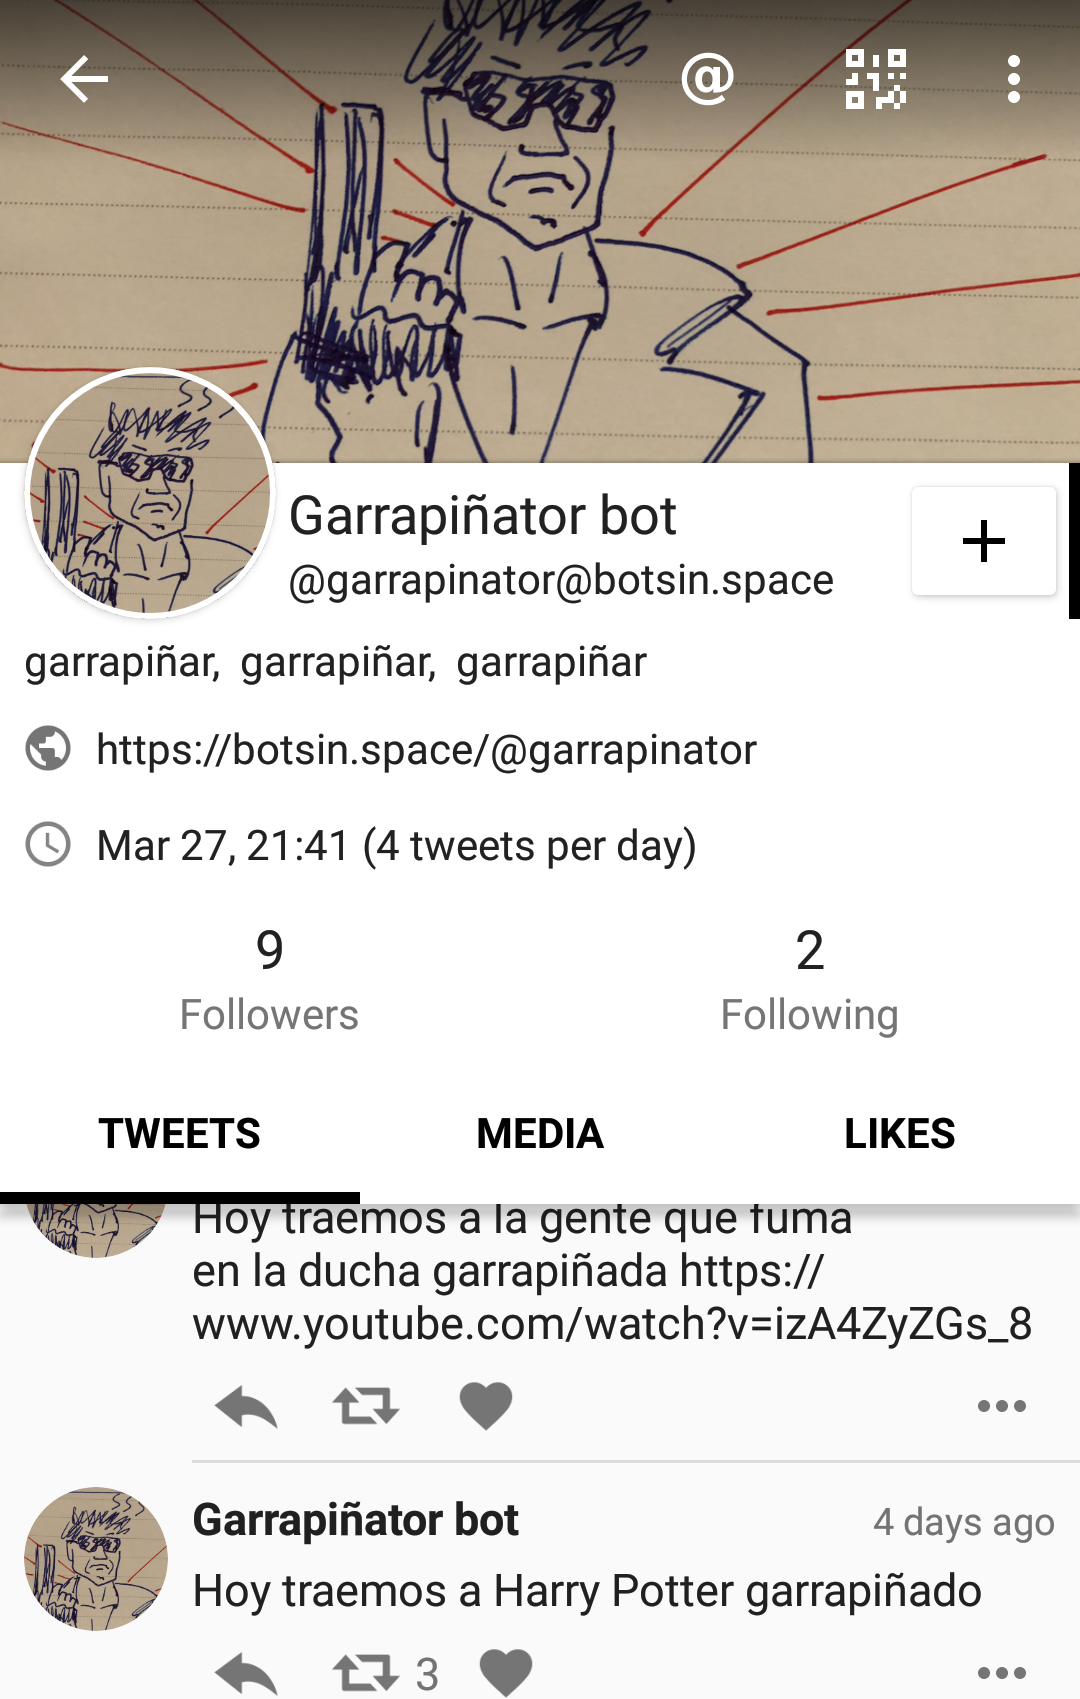 @
Garrapiñator bot
@garrapinator@botsin.space
garrapiñar, garrapiñar, garrapiñar
https://botsin.space/@garrapinator
Mar 27, 21:41 (4 tweets per day)
9
Followers
2
Following
TWEETS
MEDIA
LIKES
Hoy traemos a la gente que fuma
en la ducha garrapiñada https://
www.youtube.com/watch?v=izA4ZyZGs_8
Garrapiñator bot
4 days ago
Hoy traemos a Harry Potter garrapiñado
3